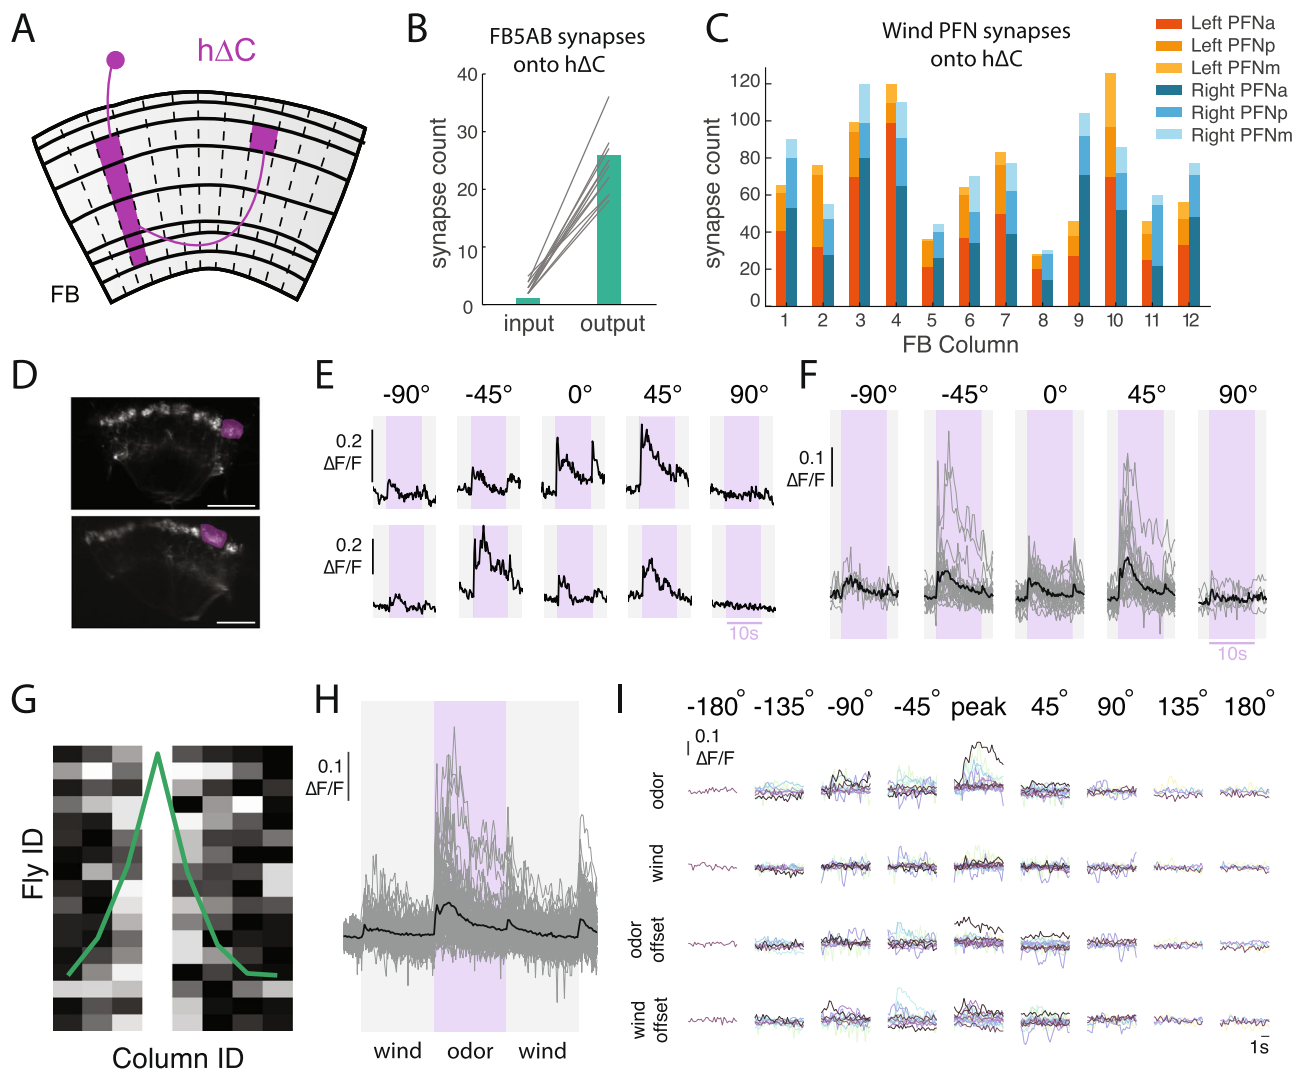 A
hΔC
FB
B
FB5AB synapses
onto hΔC
synapse count
40
30
20
10
0
input output
C
Wind PFN synapses
onto hΔC
Left PFNa
Left PFNp
Left PFNm
Right PFNa
Right PFNp
Right PFNm
synapse count
120
100
80
60
40
20
0
1 2 3 4 5 6 7 8 9 10 11 12
FB Column
D
E
-90° -45° 0° 45° 90°
0.2
ΔF/F
0.2
ΔF/F
10s
F
-90° -45° 0° 45° 90°
0.1
ΔF/F
10s
G
Fly ID
Column ID
H
0.1
ΔF/F
wind odor wind
I
-180° -135° -90° -45° peak 45° 90° 135° 180°
0.1
ΔF/F
odor
wind
odor
offset
wind
offset
1s